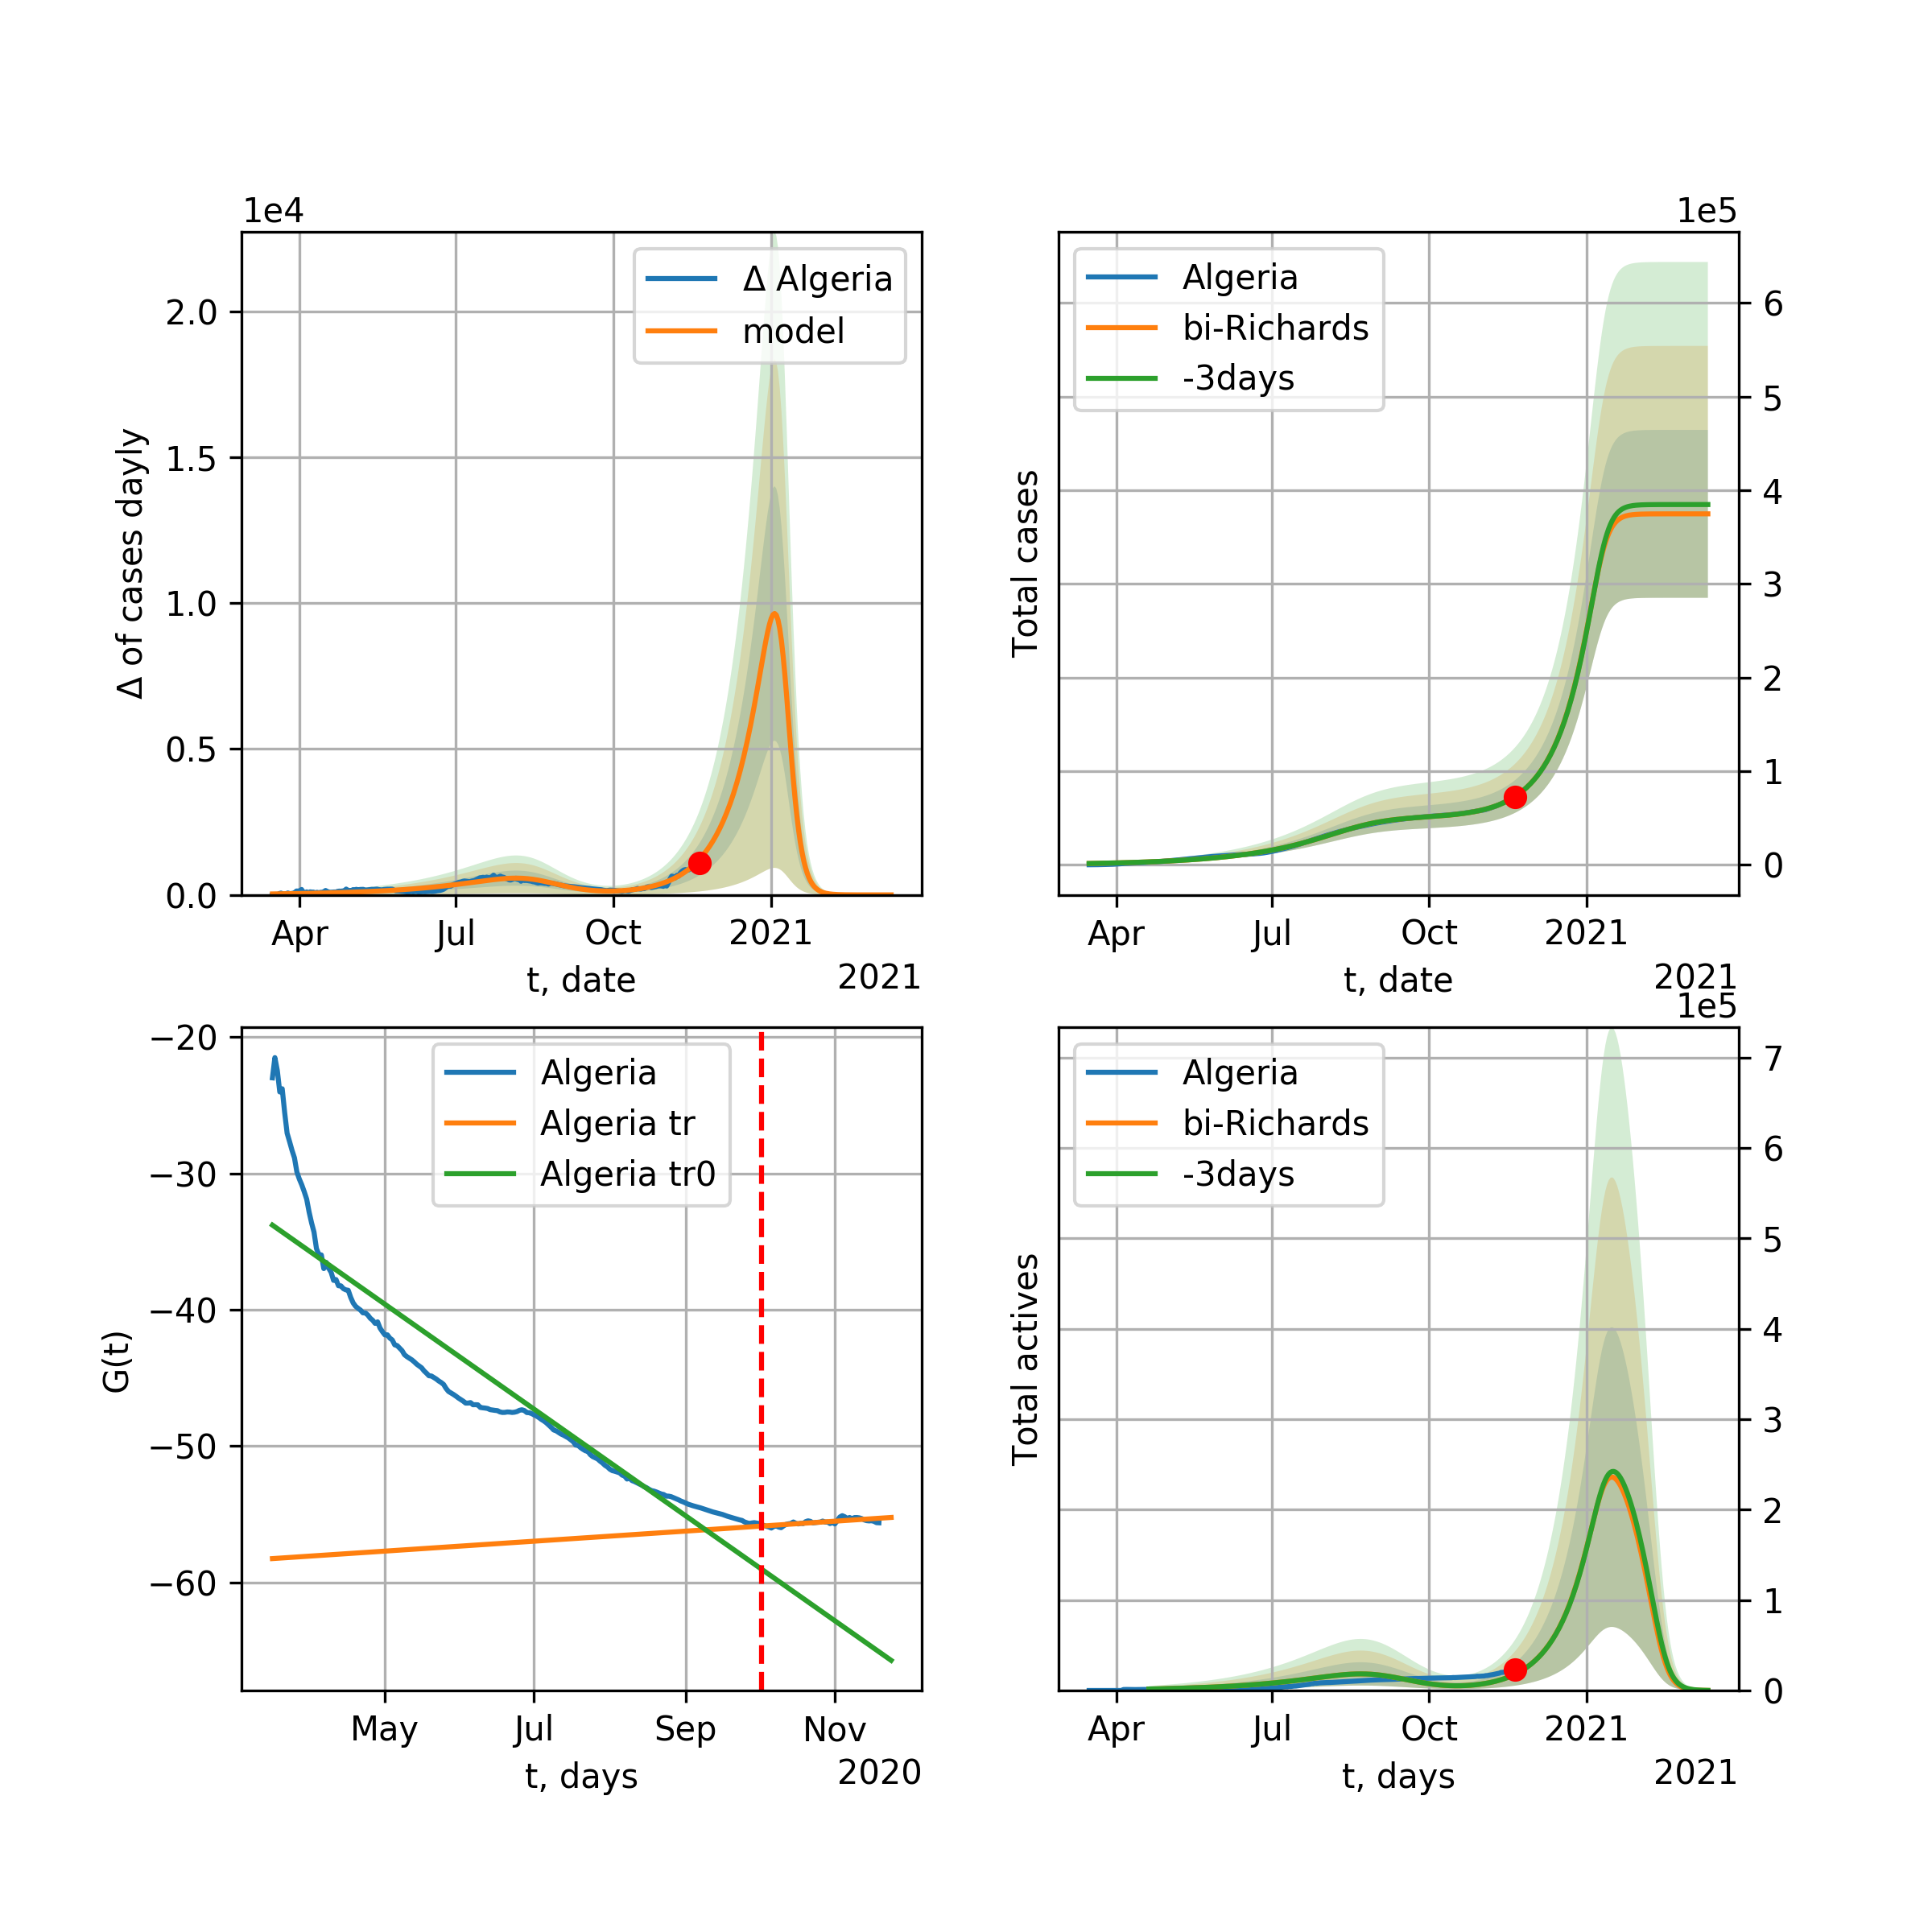 1e4
Δ of cases dayly
2.0
1.5
1.0
0.5
0.0
Δ Algeria
model
Apr Jul Oct 2021
t, date
2021
1e5
Total cases
Algeria
bi-Richards
-3days
6
5
4
3
2
1
0
Apr Jul Oct 2021
t, date
2021
G(t)
−20
−30
−40
−50
−60
Algeria
Algeria tr
Algeria tr0
May Jul Sep Nov
t, days
2020
1e5
Total actives
Algeria
bi-Richards
-3days
7
6
5
4
3
2
1
0
Apr Jul Oct 2021
t, days
2021